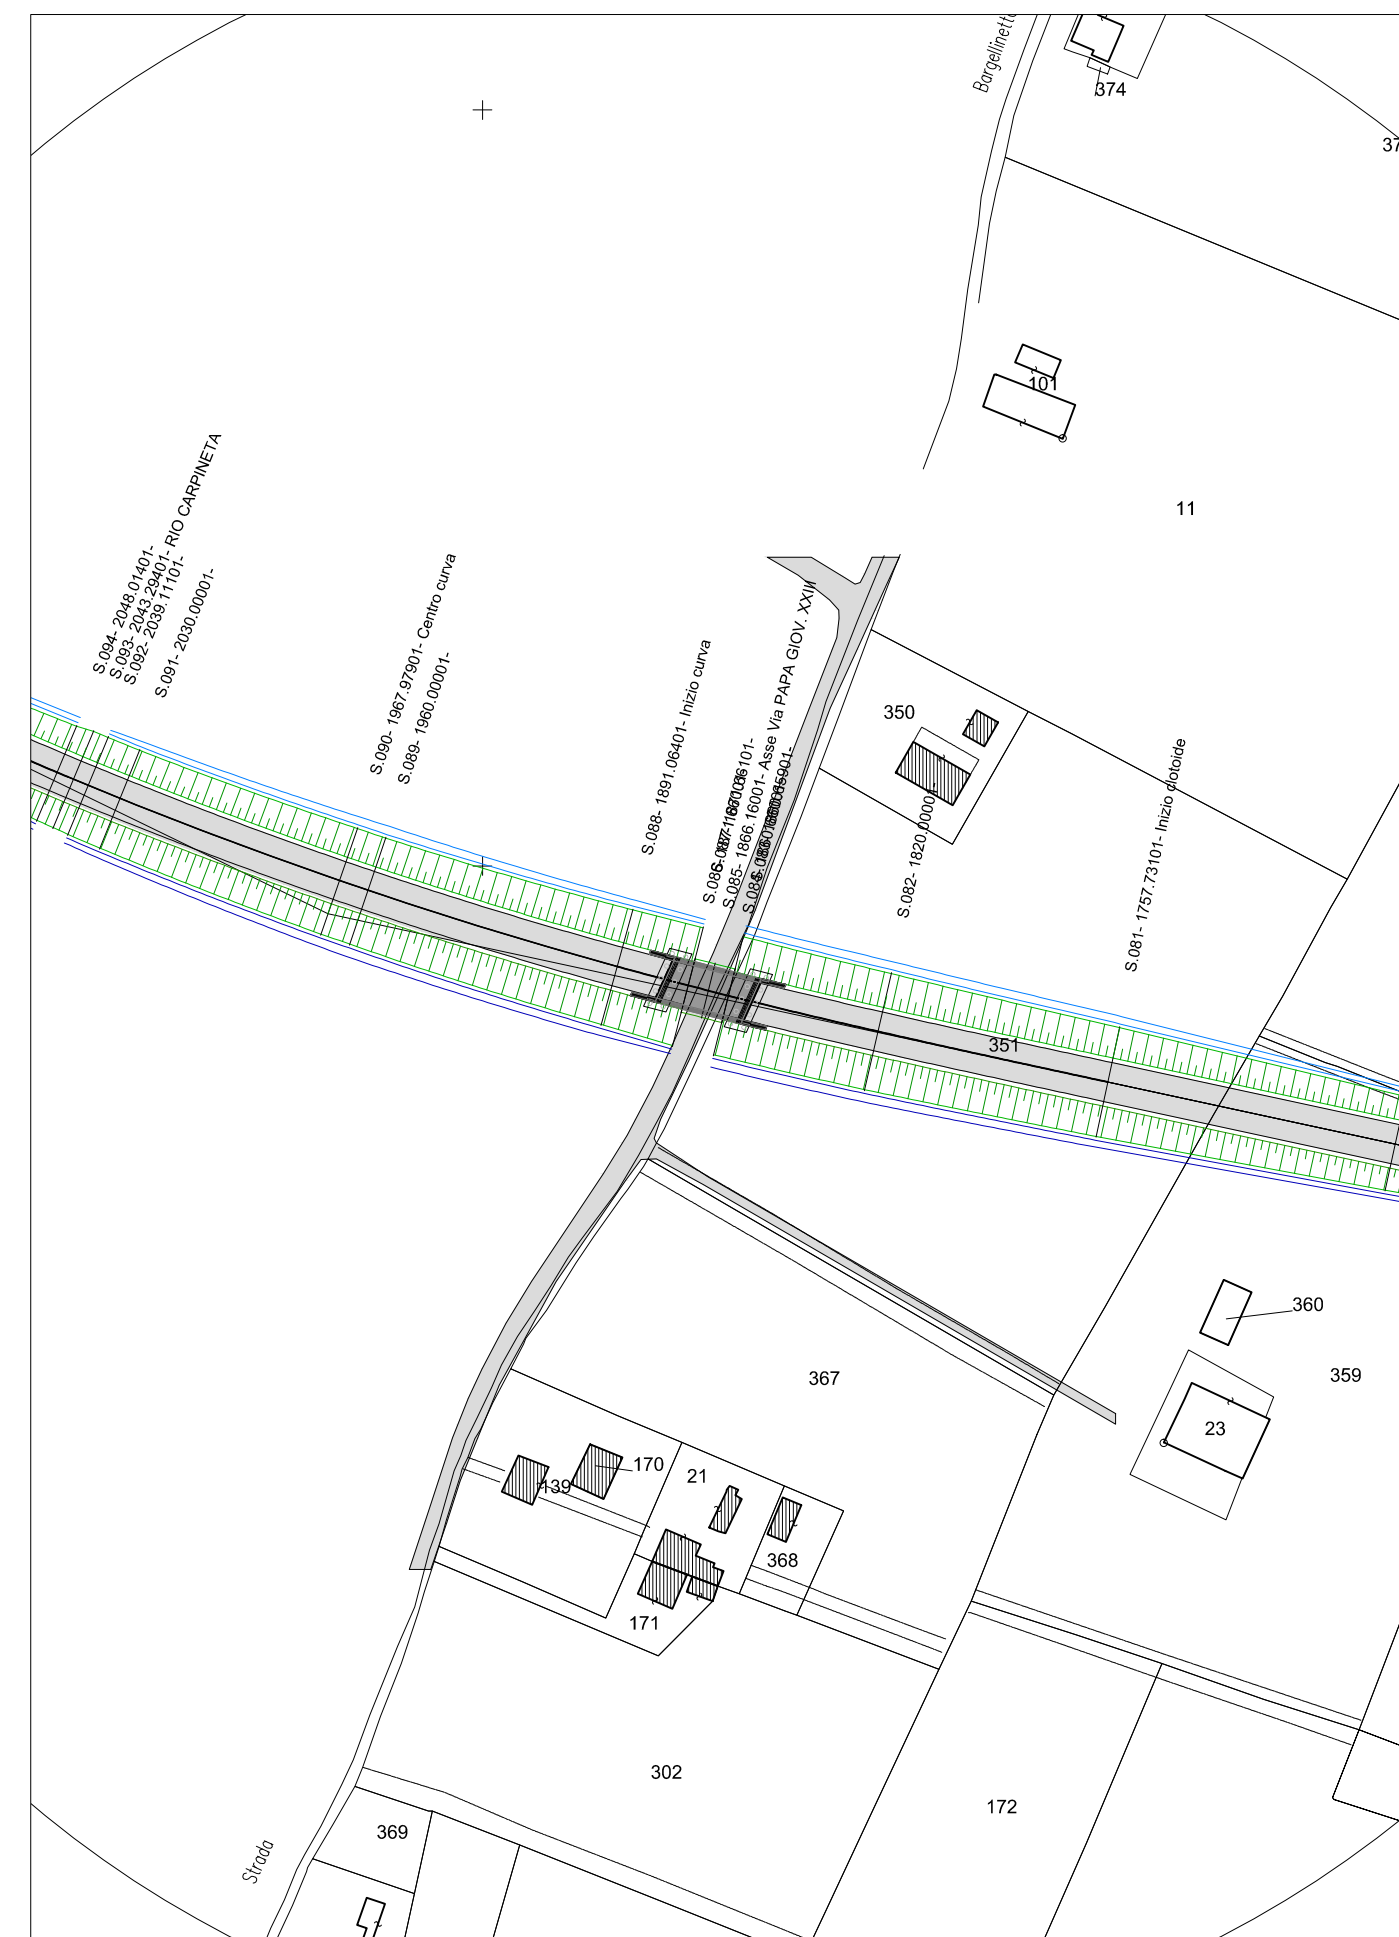 Bargellinetto
374
37
101
11
S.094- 2048.01401-
S.093- 2043.29401- RIO CARPINETA
S.092- 2039.11101-
S.091- 2030.00001-
S.090- 1967.97901- Centro curva
S.089- 1960.00001-
S.088- 1891.06401- Inizio curva
S.085- 1866.16001- Asse Via PAPA GIOV. XXIII
350
S.082- 1820.00001-
S.081- 1757.73101- Inizio clotoide
351
360
367
359
23
170
21
139
368
171
302
172
369
Strada